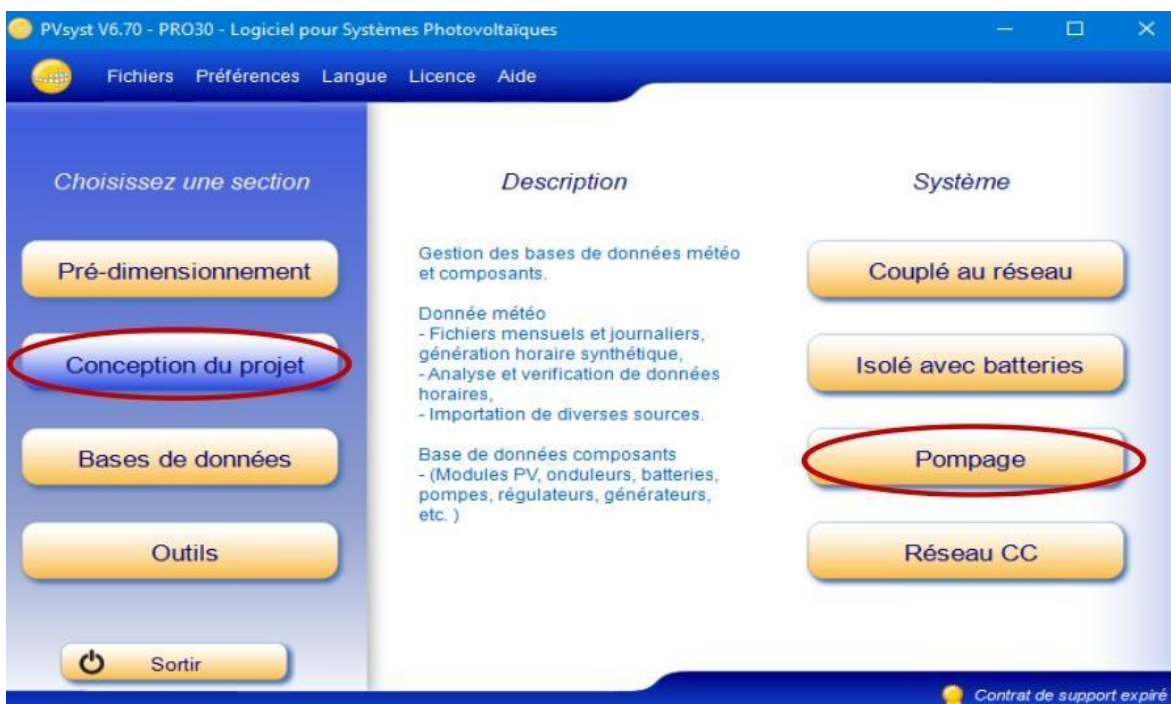 PVsyst V6.70 - PRO30 - Logiciel pour Systèmes Photovoltaïques
Fichiers Préférences Langue Licence Aide
Choisissez une section
Pré-dimensionnement
Conception du projet
Bases de données
Outils
Sortir
Description
Gestion des bases de données météo
et composants.
Donnée météo
- Fichiers mensuels et journaliers,
génération horaire synthétique,
- Analyse et verification de données
horaires,
- Importation de diverses sources.
Base de données composants
- (Modules PV, onduleurs, batteries,
pompes, régulateurs, générateurs,
etc. )
Système
Couplé au réseau
Isolé avec batteries
Pompage
Réseau CC
Contrat de support expiré